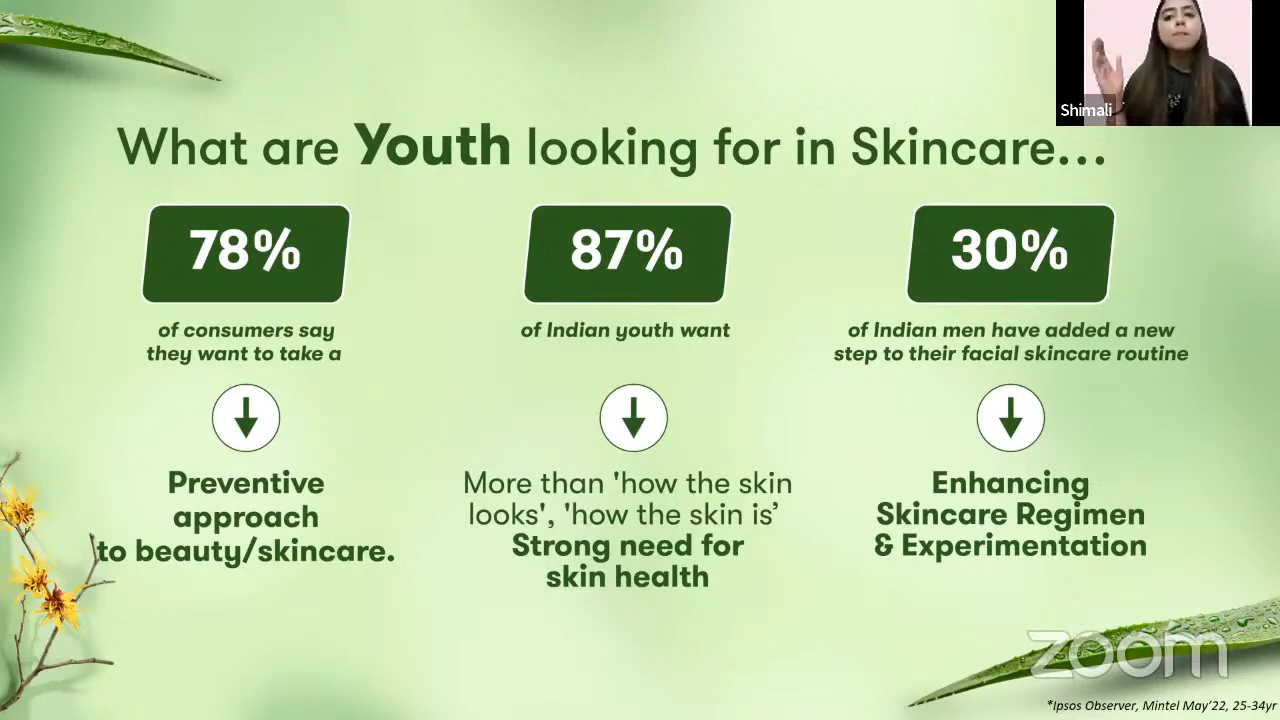 Shimali
What are Youth looking for in Skincare...
78%
of consumers say
they want to take a
Preventive
approach
to beauty/skincare.
87%
of Indian youth want
More than 'how the skin
looks', 'how the skin is’
Strong need for
skin health
30%
of Indian men have added a new
step to their facial skincare routine
Enhancing
Skincare Regimen
& Experimentation
zoom
*Ipsos Observer, Mintel May'22, 25-34yr